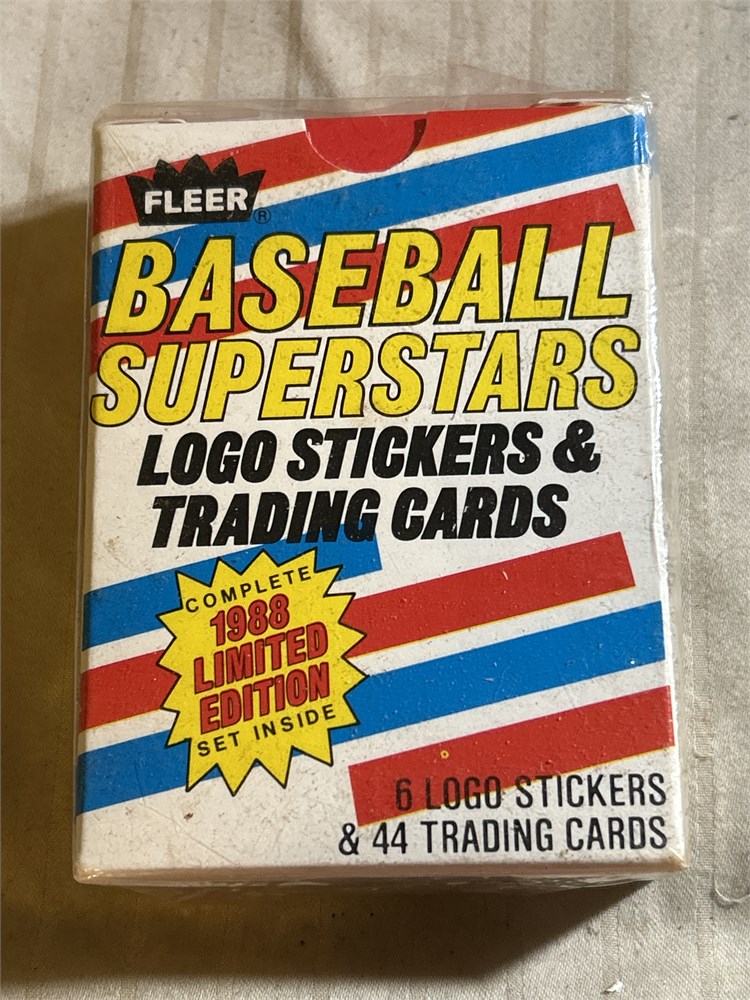 FLEER®
BASEBALL
SUPERSTARS
LOGO STICKERS &
TRADING CARDS
COMPLETE
1988
LIMITED
EDITION
SET INSIDE
6 LOGO STICKERS
& 44 TRADING CARDS